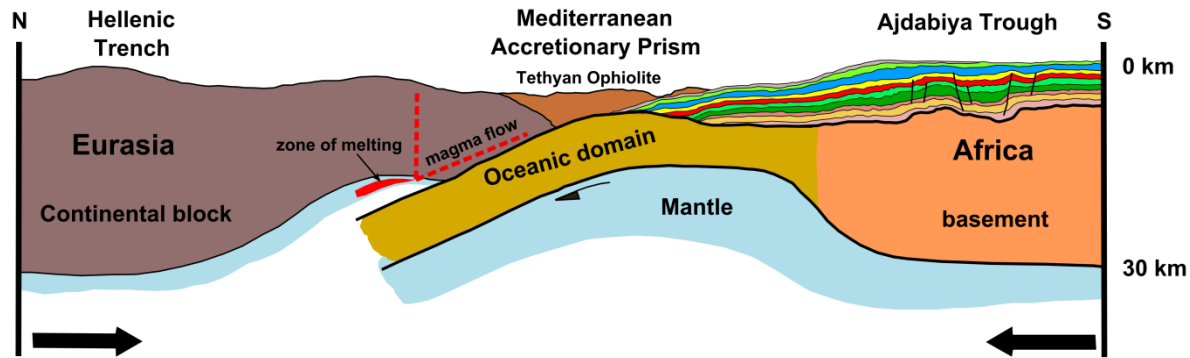 N
Hellenic
Trench
Mediterranean
Accretionary Prism
Tethyan Ophiolite
Ajdabiya Trough
S
0 km
Eurasia
zone of melting
magma flow
Oceanic domain
Africa
Continental block
Mantle
basement
30 km